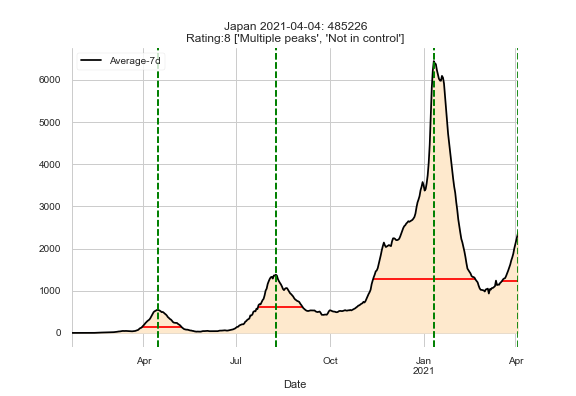 Japan 2021-04-04: 485226
Rating:8 ['Multiple peaks', 'Not in control']
Average-7d
6000
5000
4000
3000
2000
1000
0
Apr Jul Oct Jan Apr
2021
Date